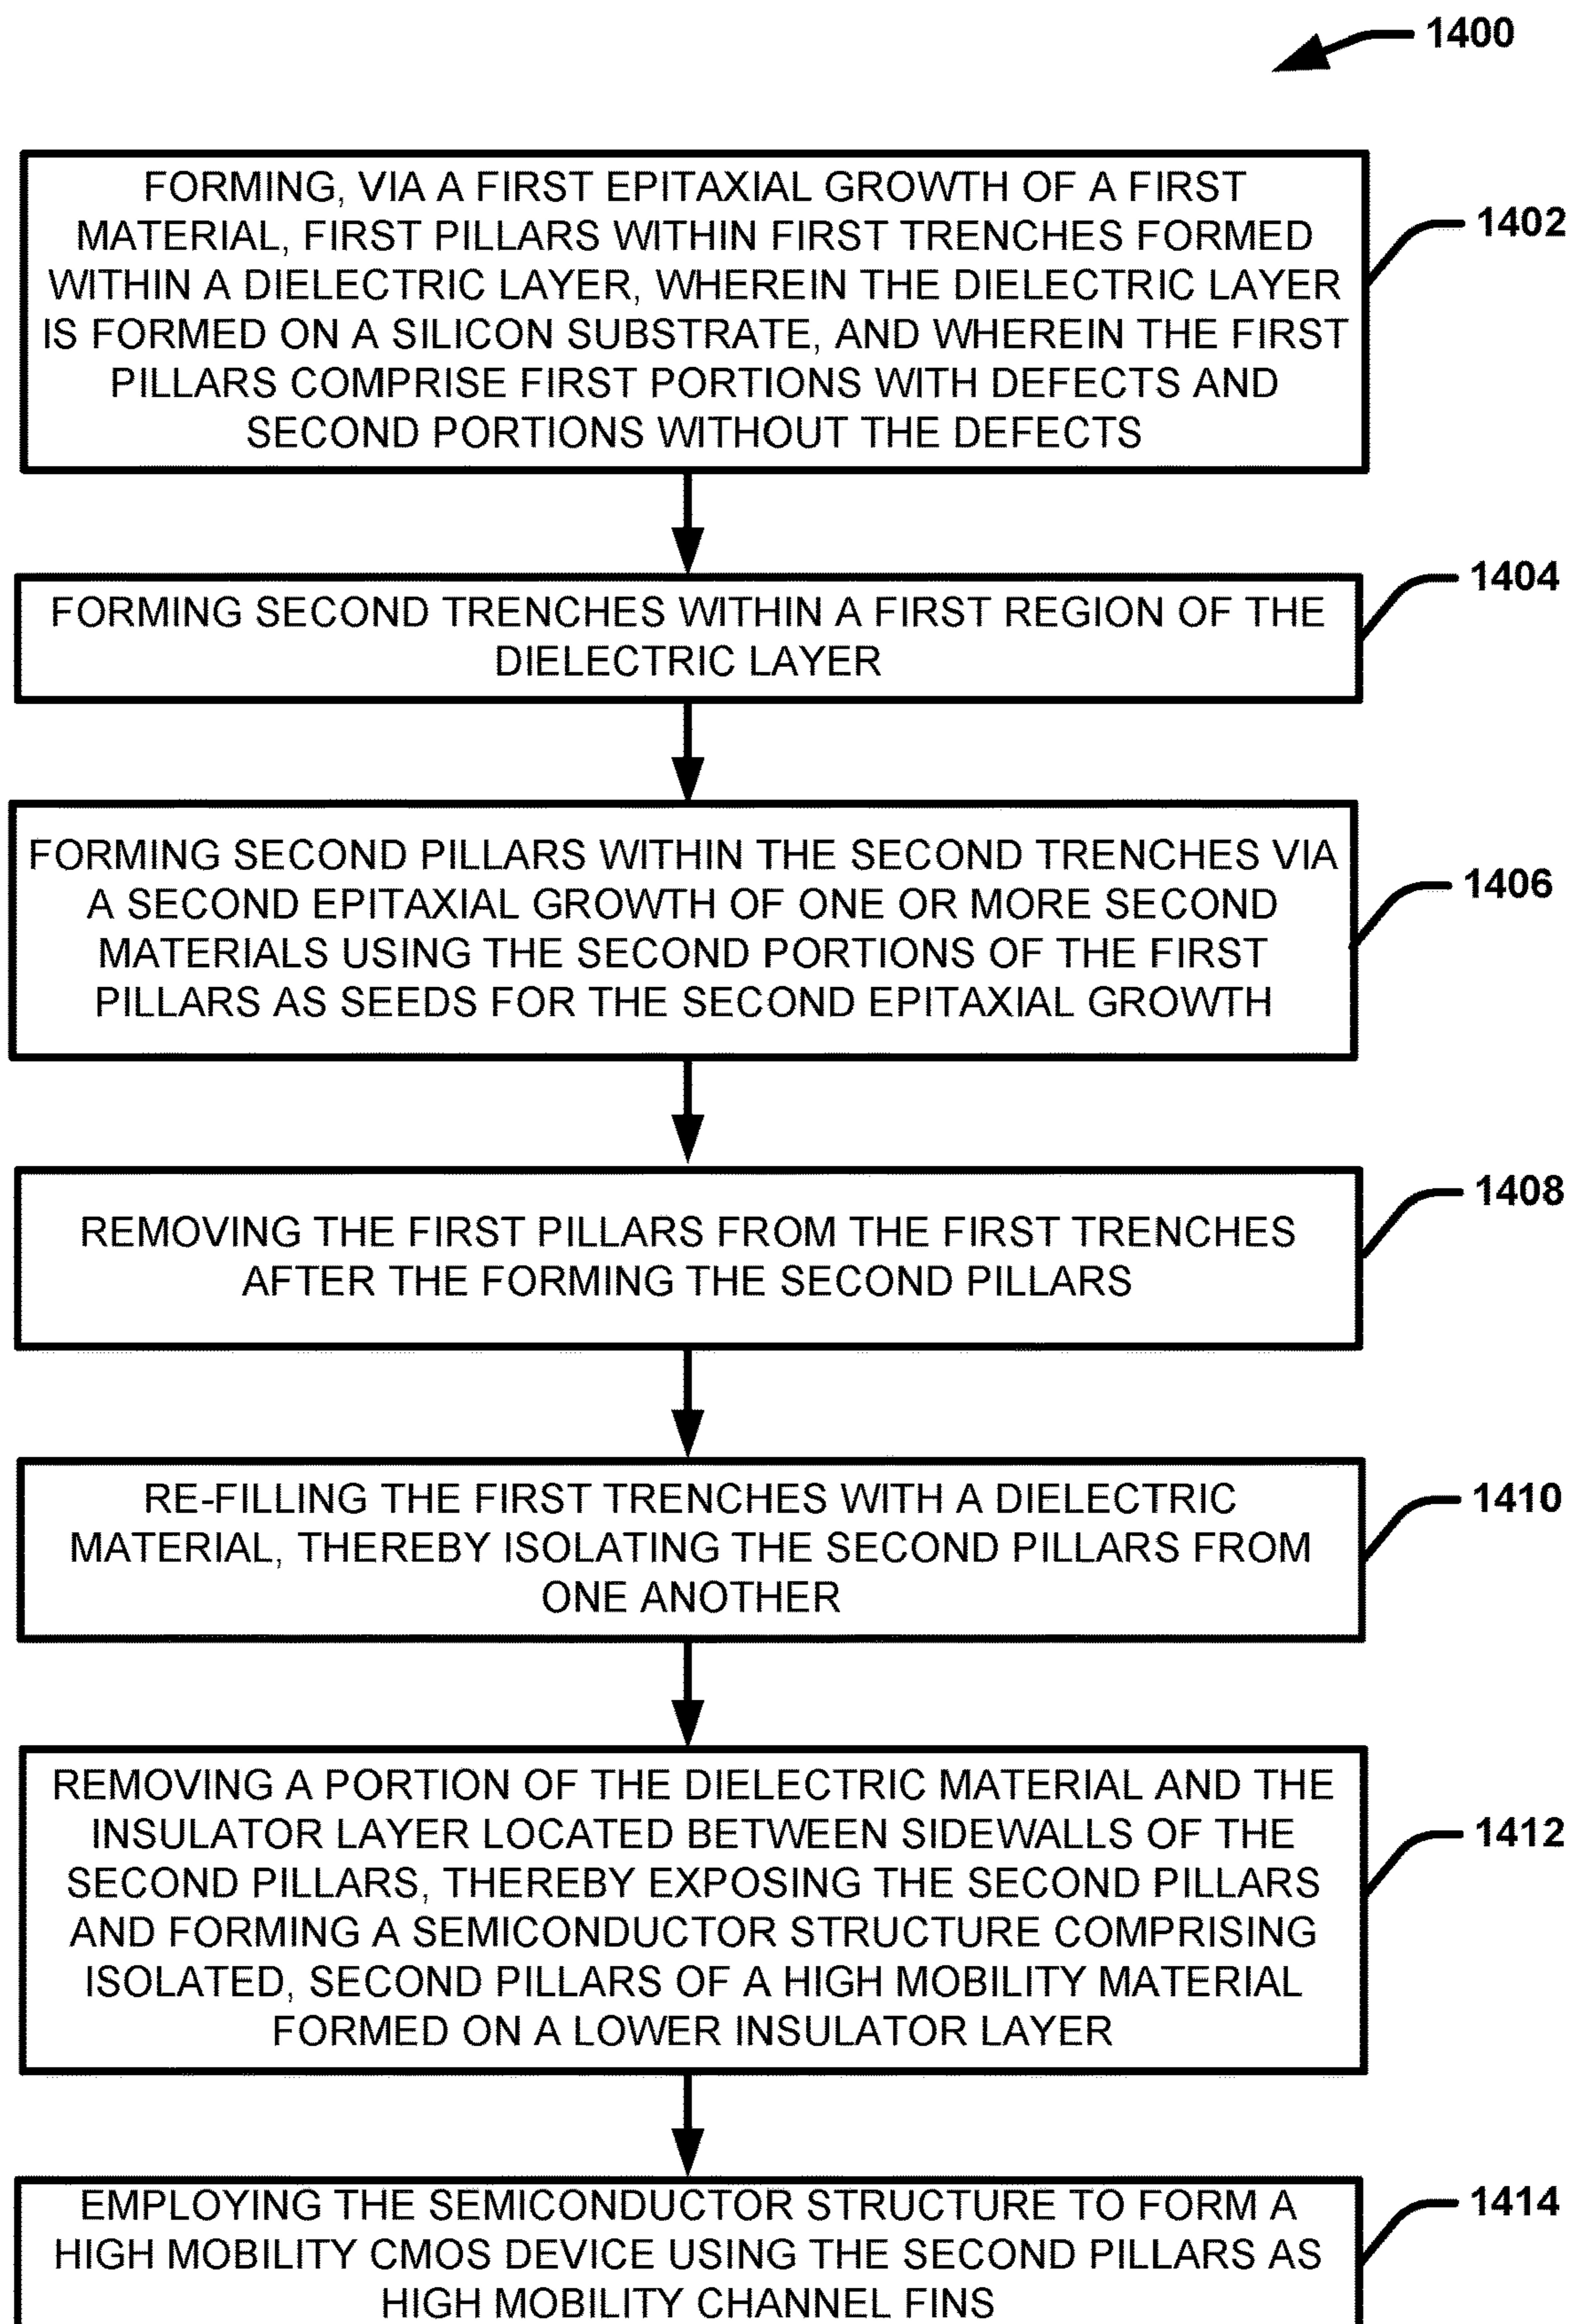 1400
FORMING, VIA A FIRST EPITAXIAL GROWTH OF A FIRST
MATERIAL, FIRST PILLARS WITHIN FIRST TRENCHES FORMED
WITHIN A DIELECTRIC LAYER, WHEREIN THE DIELECTRIC LAYER
IS FORMED ON A SILICON SUBSTRATE, AND WHEREIN THE FIRST
PILLARS COMPRISE FIRST PORTIONS WITH DEFECTS AND
SECOND PORTIONS WITHOUT THE DEFECTS
1402
FORMING SECOND TRENCHES WITHIN A FIRST REGION OF THE
DIELECTRIC LAYER
1404
FORMING SECOND PILLARS WITHIN THE SECOND TRENCHES VIA
A SECOND EPITAXIAL GROWTH OF ONE OR MORE SECOND
MATERIALS USING THE SECOND PORTIONS OF THE FIRST
PILLARS AS SEEDS FOR THE SECOND EPITAXIAL GROWTH
1406
REMOVING THE FIRST PILLARS FROM THE FIRST TRENCHES
AFTER THE FORMING THE SECOND PILLARS
1408
RE-FILLING THE FIRST TRENCHES WITH A DIELECTRIC
MATERIAL, THEREBY ISOLATING THE SECOND PILLARS FROM
ONE ANOTHER
1410
REMOVING A PORTION OF THE DIELECTRIC MATERIAL AND THE
INSULATOR LAYER LOCATED BETWEEN SIDEWALLS OF THE
SECOND PILLARS, THEREBY EXPOSING THE SECOND PILLARS
AND FORMING A SEMICONDUCTOR STRUCTURE COMPRISING
ISOLATED, SECOND PILLARS OF A HIGH MOBILITY MATERIAL
FORMED ON A LOWER INSULATOR LAYER
1412
EMPLOYING THE SEMICONDUCTOR STRUCTURE TO FORM A
HIGH MOBILITY CMOS DEVICE USING THE SECOND PILLARS AS
HIGH MOBILITY CHANNEL FINS
1414